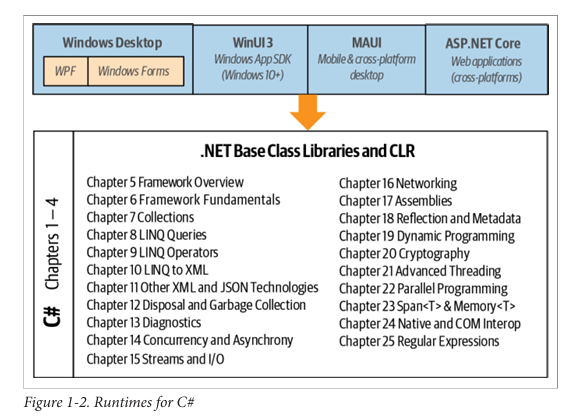 Windows Desktop
WPF
Windows Forms
WinUI 3
Windows App SDK
(Windows 10+)
MAUI
Mobile & cross-platform
desktop
ASP.NET Core
Web applications
(cross-platforms)
C# Chapters 1 – 4
.NET Base Class Libraries and CLR
Chapter 5 Framework Overview
Chapter 6 Framework Fundamentals
Chapter 7 Collections
Chapter 8 LINQ Queries
Chapter 9 LINQ Operators
Chapter 10 LINQ to XML
Chapter 11 Other XML and JSON Technologies
Chapter 12 Disposal and Garbage Collection
Chapter 13 Diagnostics
Chapter 14 Concurrency and Asynchrony
Chapter 15 Streams and I/O
Chapter 16 Networking
Chapter 17 Assemblies
Chapter 18 Reflection and Metadata
Chapter 19 Dynamic Programming
Chapter 20 Cryptography
Chapter 21 Advanced Threading
Chapter 22 Parallel Programming
Chapter 23 Span<T> & Memory<T>
Chapter 24 Native and COM Interop
Chapter 25 Regular Expressions
Figure 1-2. Runtimes for C#